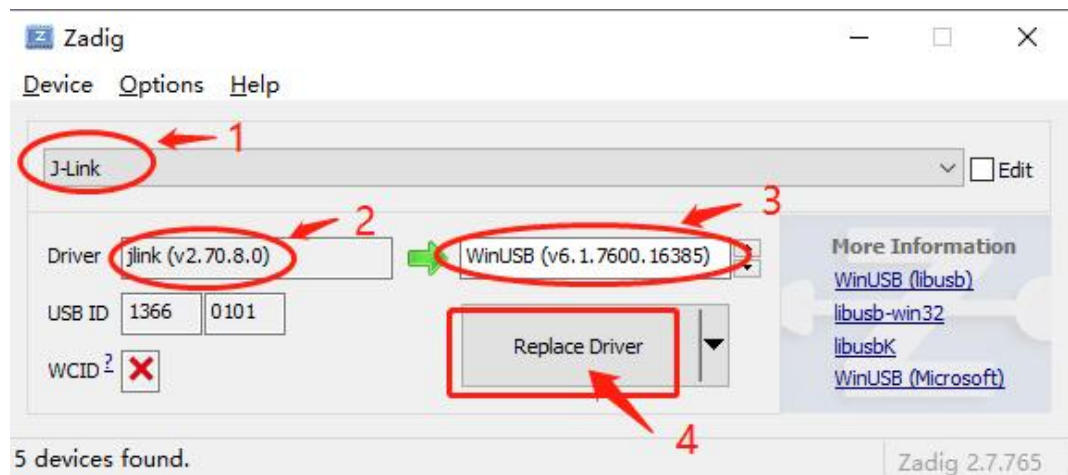 Zadig
Device Options Help
1
J-Link
Edit
2
3
Driver jlink (v2.70.8.0) WinUSB (v6.1.7600.16385)
USB ID 1366 0101
WCID ?
Replace Driver
4
More Information
WinUSB (libusb)
libusb-win32
libusbK
WinUSB (Microsoft)
5 devices found.
Zadig 2.7.765